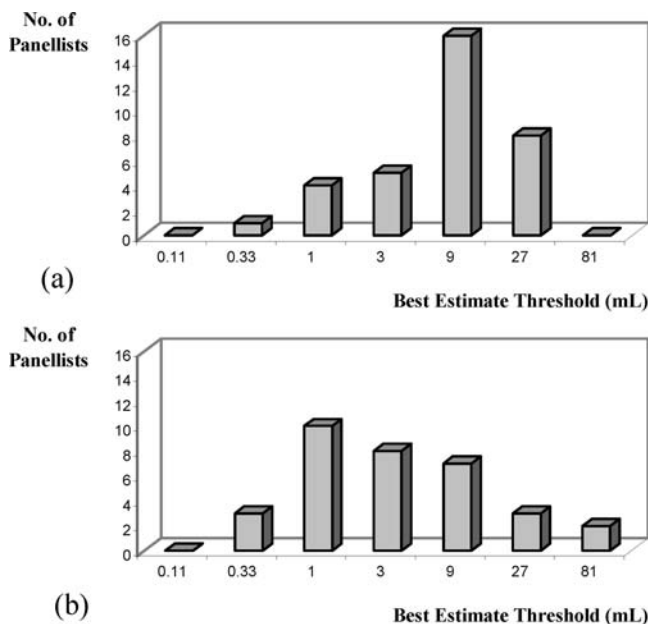 No. of
Panellists
16
14
12
10
8
6
4
2
0
0.11 0.33 1 3 9 27 81
(a)
Best Estimate Threshold (mL)
No. of
Panellists
16
14
12
10
8
6
4
2
0
0.11 0.33 1 3 9 27 81
(b)
Best Estimate Threshold (mL)